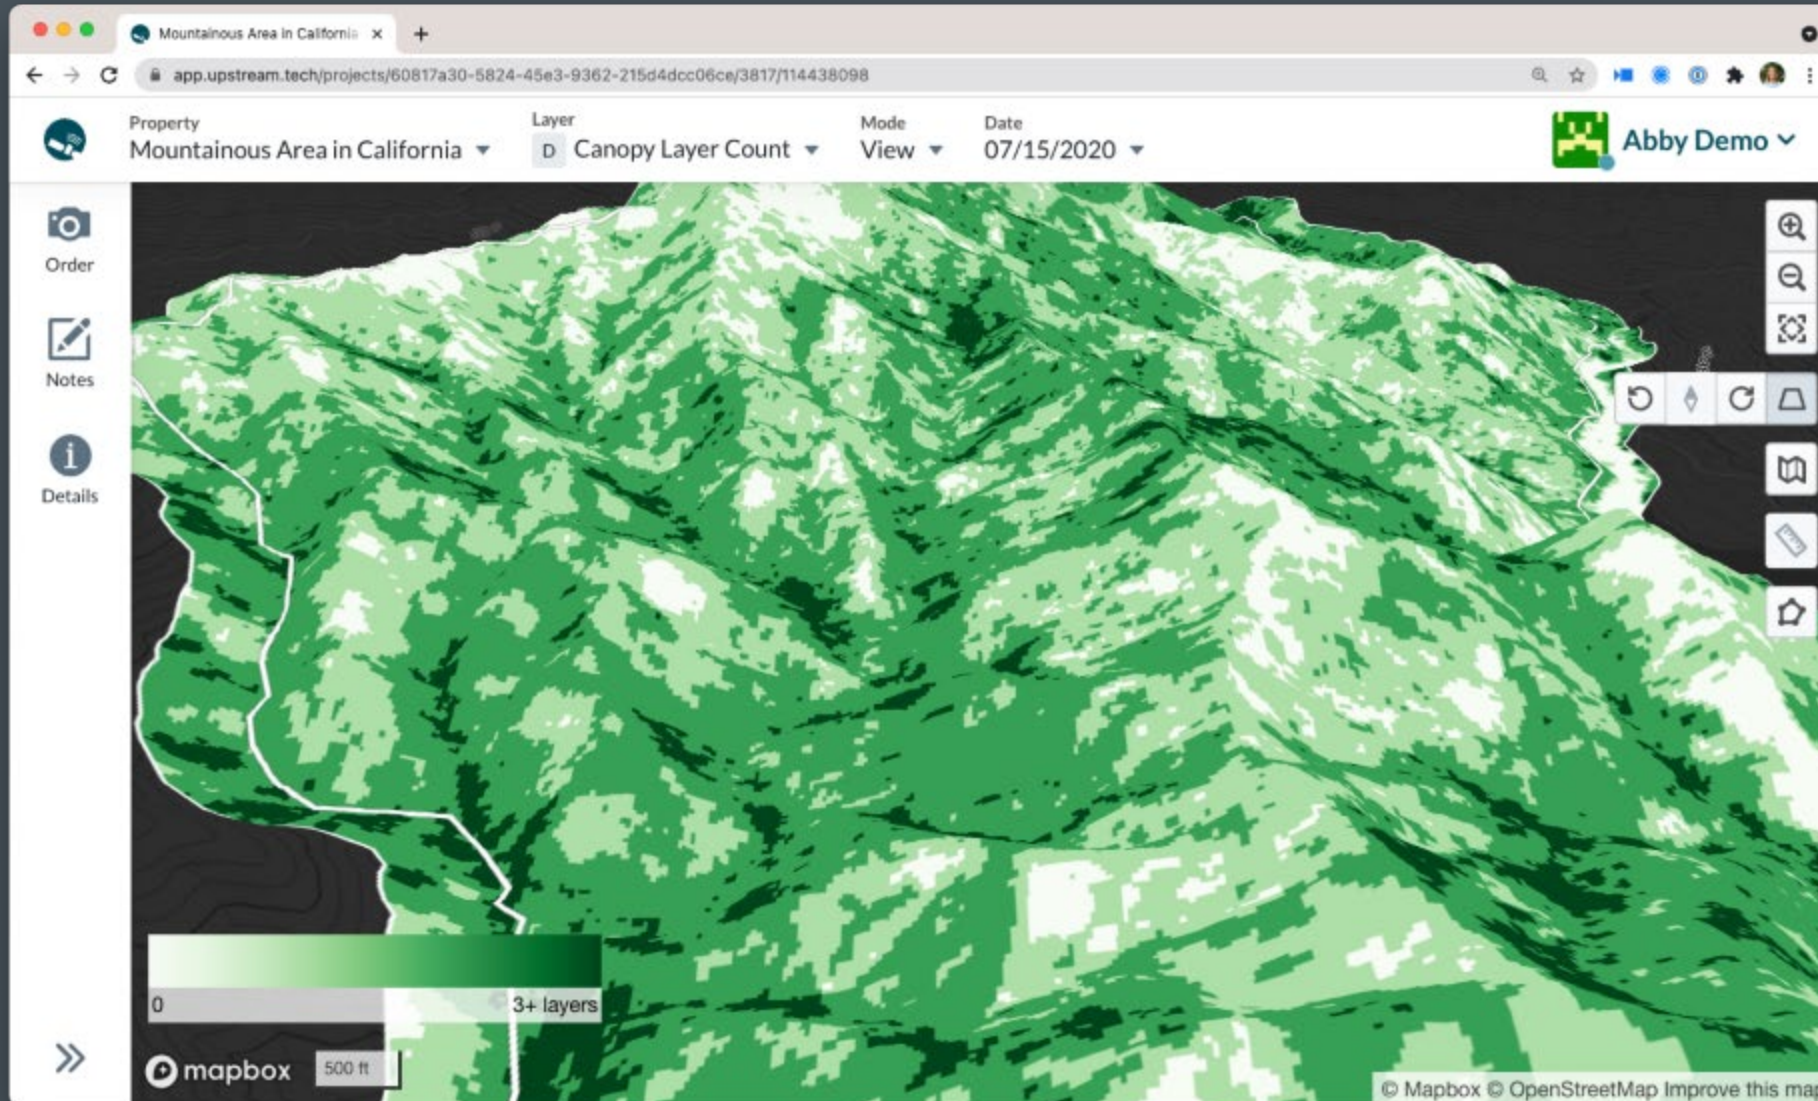 Mountainous Area in California
app.upstream.tech/projects/60817a30-5824-45e3-9362-215d4dcc06ce/3817/114438098
Property
Mountainous Area in California
Layer
D Canopy Layer Count
Mode
View
Date
07/15/2020
Abby Demo
Order
Notes
Details
0
3+ layers
mapbox
500 ft
© Mapbox © OpenStreetMap Improve this map